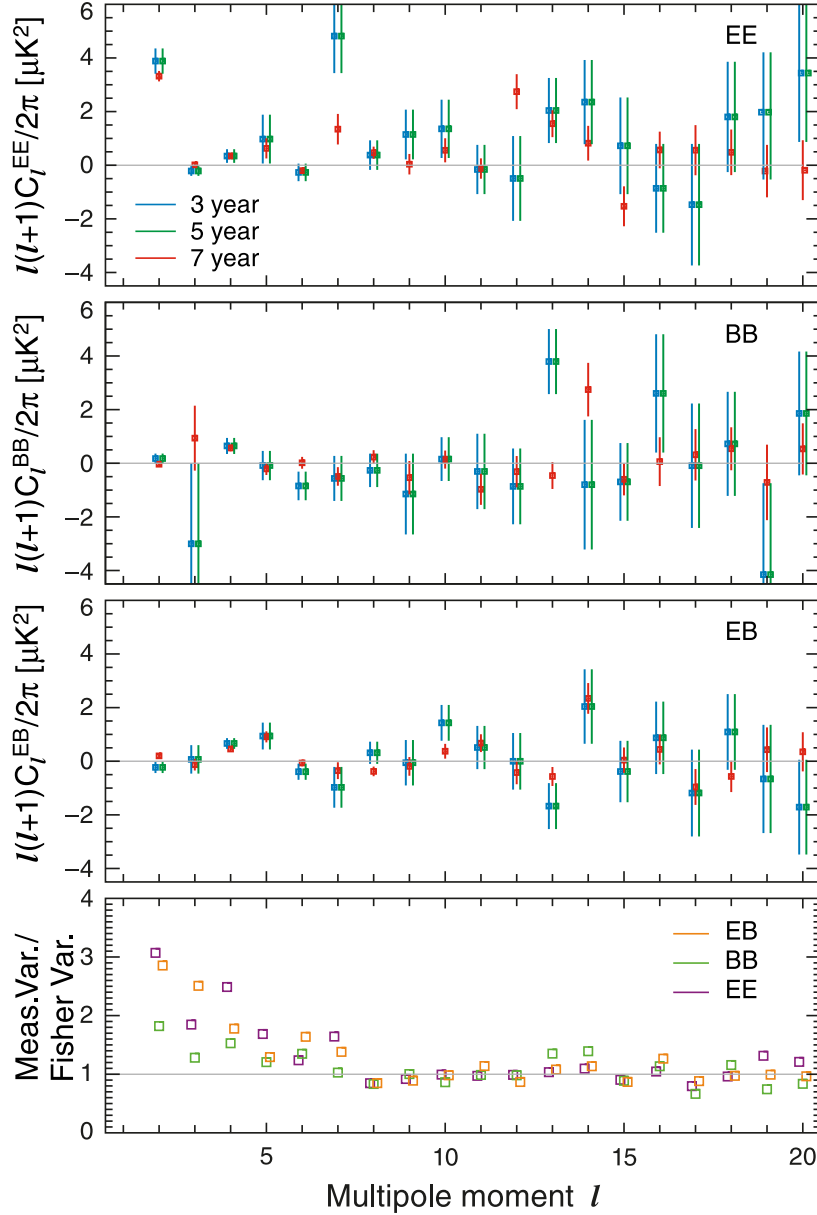 6
EE
4
2
0
−2
−4
l(l+1)C_l^EE/2π [μK²]
3 year
5 year
7 year
6
BB
4
2
0
−2
−4
l(l+1)C_l^BB/2π [μK²]
6
EB
4
2
0
−2
−4
l(l+1)C_l^EB/2π [μK²]
4
3
2
1
0
Meas.Var./
Fisher Var.
EB
BB
EE
5 10 15 20
Multipole moment l